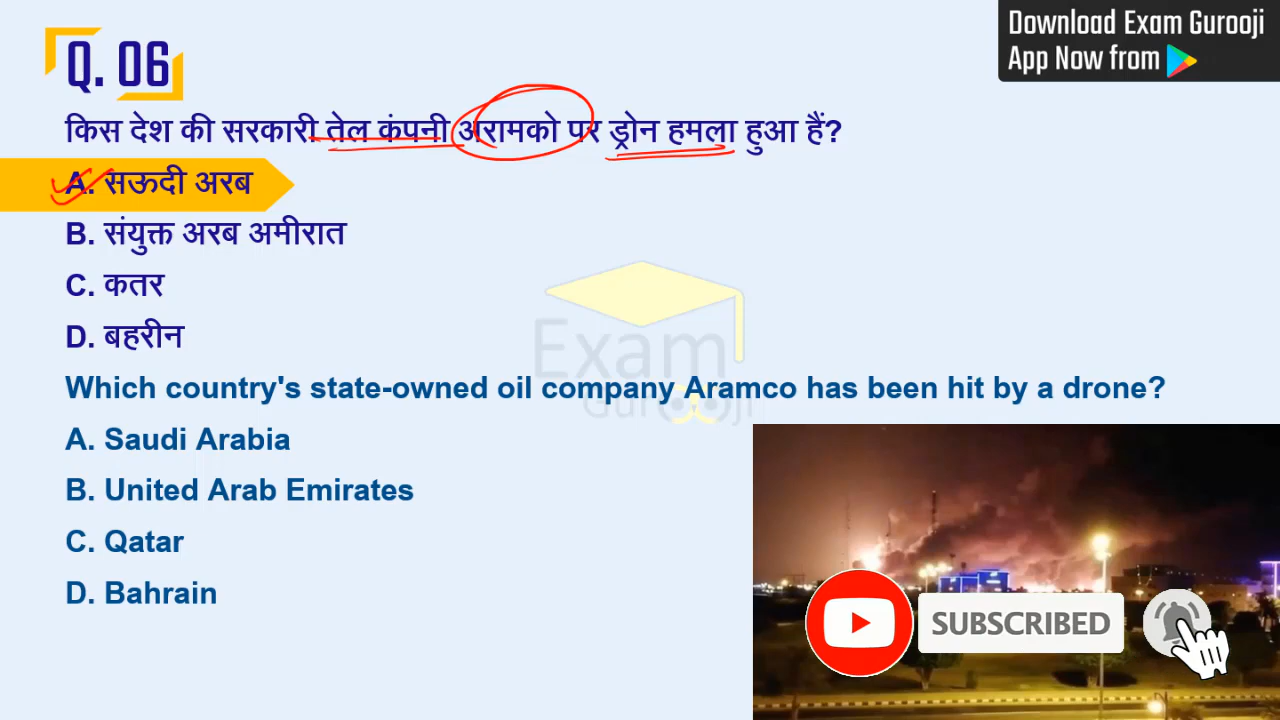 Download Exam Gurooji
App Now from
Q. 06
किस देश की सरकारी तेल कंपनी अरामको पर ड्रोन हमला हुआ हैं?
A. सऊदी अरब
B. संयुक्त अरब अमीरात
C. कतर
D. बहरीन
Exam
Gurooji
Which country's state-owned oil company Aramco has been hit by a drone?
A. Saudi Arabia
B. United Arab Emirates
C. Qatar
D. Bahrain
SUBSCRIBED